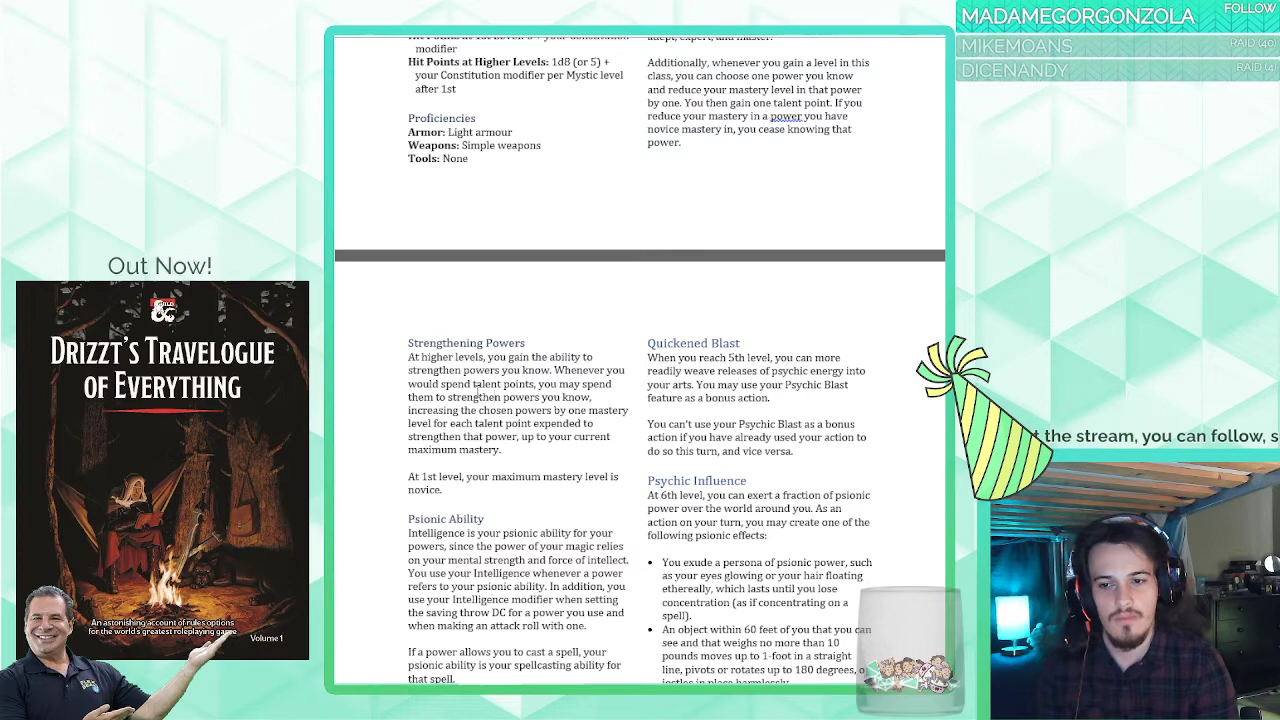 MADAMEGORGONZOLA
FOLLOW
MIKEMOANS
RAID (40)
DICENANDY
RAID (4)
modifier
Hit Points at Higher Levels: 1d8 (or 5) +
your Constitution modifier per Mystic level
after 1st
Proficiencies
Armor: Light armour
Weapons: Simple weapons
Tools: None
adept, expert, and master.
Additionally, whenever you gain a level in this
class, you can choose one power you know
and reduce your mastery level in that power
by one. You then gain one talent point. If you
reduce your mastery in a power you have
novice mastery in, you cease knowing that
power.
Strengthening Powers
At higher levels, you gain the ability to
strengthen powers you know. Whenever you
would spend talent points, you may spend
them to strengthen powers you know,
increasing the chosen powers by one mastery
level for each talent point expended to
strengthen that power, up to your current
maximum mastery.
At 1st level, your maximum mastery level is
novice.
Psionic Ability
Intelligence is your psionic ability for your
powers, since the power of your magic relies
on your mental strength and force of intellect.
You use your Intelligence whenever a power
refers to your psionic ability. In addition, you
use your Intelligence modifier when setting
the saving throw DC for a power you use and
when making an attack roll with one.
If a power allows you to cast a spell, your
psionic ability is your spellcasting ability for
that spell.
Quickened Blast
When you reach 5th level, you can more
readily weave releases of psychic energy into
your arts. You may use your Psychic Blast
feature as a bonus action.
You can't use your Psychic Blast as a bonus
action if you have already used your action to
do so this turn, and vice versa.
Psychic Influence
At 6th level, you can exert a fraction of psionic
power over the world around you. As an
action on your turn, you may create one of the
following psionic effects:
• You exude a persona of psionic power, such
as your eyes glowing or your hair floating
ethereally, which lasts until you lose
concentration (as if concentrating on a
spell).
• An object within 60 feet of you that you can
see and that weighs no more than 10
pounds moves up to 1-foot in a straight
line, pivots or rotates up to 180 degrees, o
jostles in place harmlessly.
Out Now!
DRIZZT'S TRAVELOGUE
OF EVERYTHING
An astonishing account of rules options
for the world's greatest roleplaying game
Volume 1
t the stream, you can follow, s